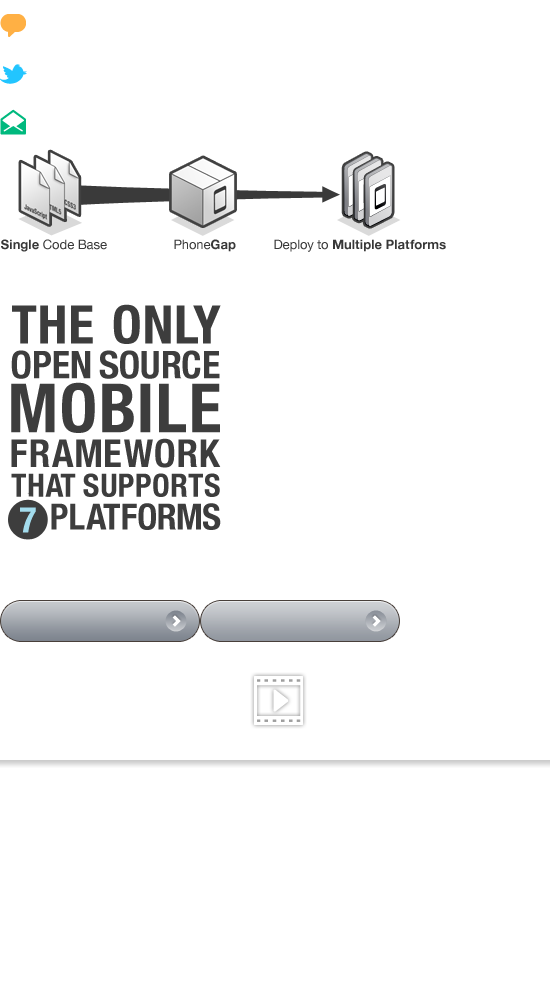 JavaScript
HTML5
CSS3
Single Code Base
PhoneGap
Deploy to Multiple Platforms
THE ONLY
OPEN SOURCE
MOBILE
FRAMEWORK
THAT SUPPORTS
7 PLATFORMS